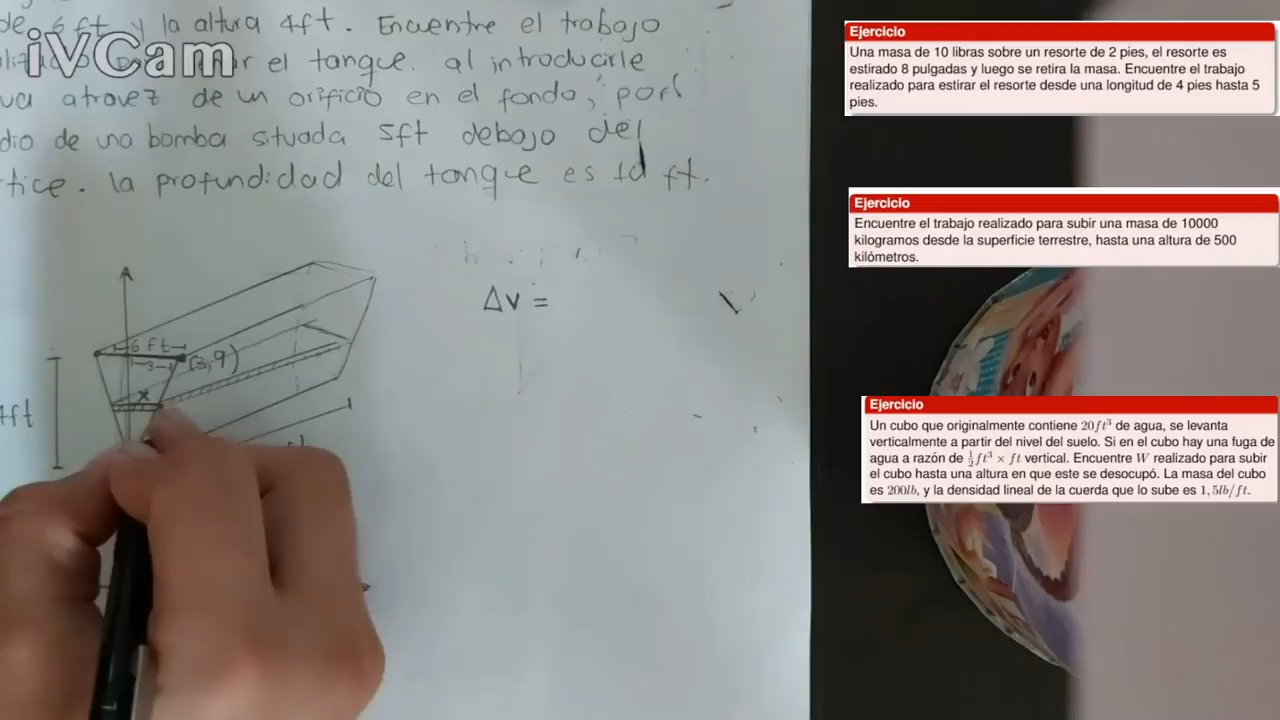 de 6 ft y la altura 4ft. Encuentre el trabajo
iVCam
el tanque. al introducirle
atravez de un orificio en el fondo, por
de una bomba situada 5ft debajo del
la profundidad del tanque es 10 ft.
ΔV =
6 ft
3
(3,9)
x
4ft
Ejercicio
Una masa de 10 libras sobre un resorte de 2 pies, el resorte es
estirado 8 pulgadas y luego se retira la masa. Encuentre el trabajo
realizado para estirar el resorte desde una longitud de 4 pies hasta 5
pies.
Ejercicio
Encuentre el trabajo realizado para subir una masa de 10000
kilogramos desde la superficie terrestre, hasta una altura de 500
kilómetros.
Ejercicio
Un cubo que originalmente contiene 20ft³ de agua, se levanta
verticalmente a partir del nivel del suelo. Si en el cubo hay una fuga de
agua a razón de ½ft³ × ft vertical. Encuentre W realizado para subir
el cubo hasta una altura en que este se desocupó. La masa del cubo
es 200lb, y la densidad lineal de la cuerda que lo sube es 1,5lb/ft.